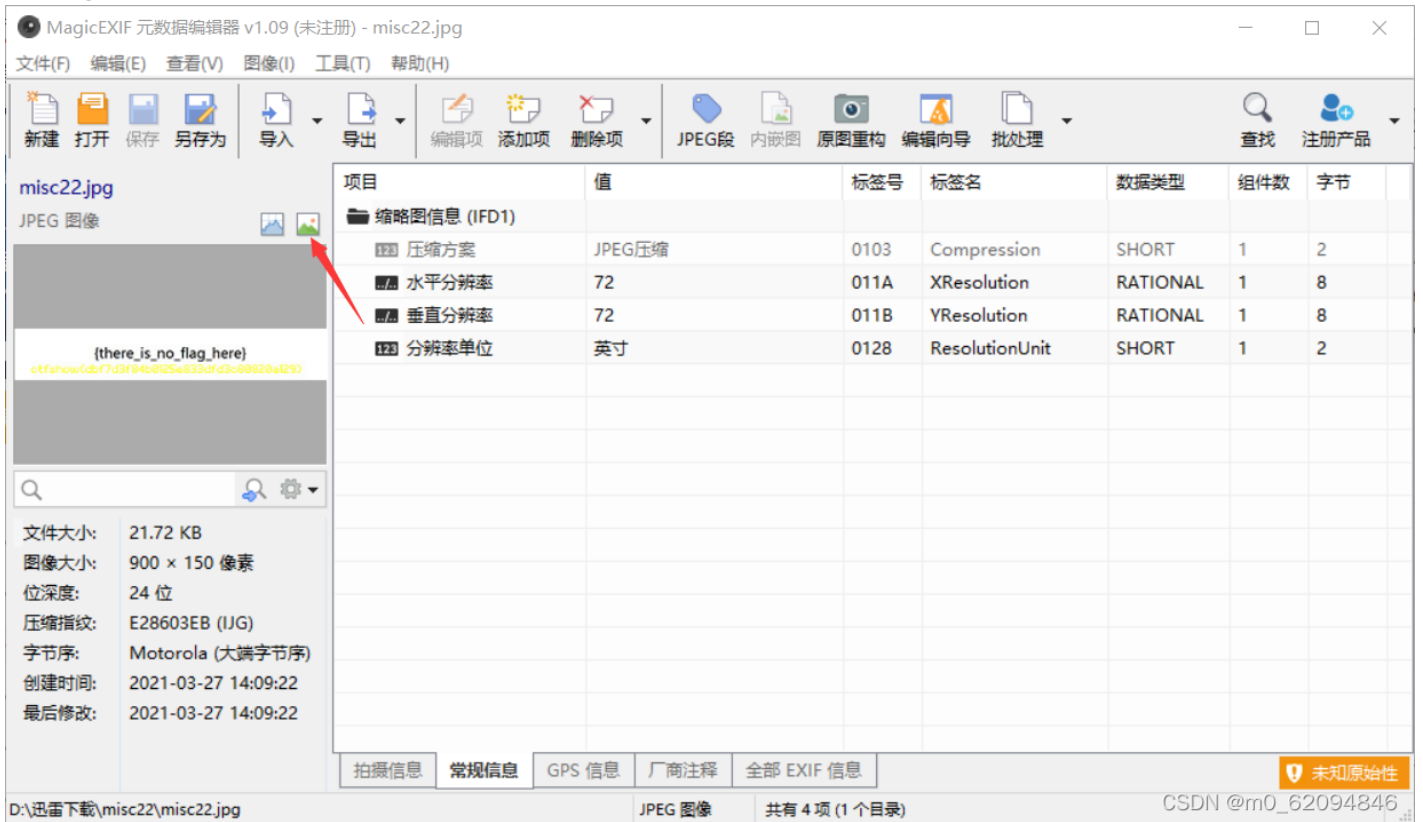 MagicEXIF 元数据编辑器 v1.09 (未注册) - misc22.jpg
文件(F) 编辑(E) 查看(V) 图像(I) 工具(T) 帮助(H)
新建 打开 保存 另存为 导入 导出 编辑项 添加项 删除项 JPEG段 内嵌图 原图重构 编辑向导 批处理 查找 注册产品
misc22.jpg
JPEG 图像
{there_is_no_flag_here}
文件大小: 21.72 KB
图像大小: 900 × 150 像素
位深度: 24 位
压缩指纹: E28603EB (IJG)
字节序: Motorola (大端字节序)
创建时间: 2021-03-27 14:09:22
最后修改: 2021-03-27 14:09:22
项目 值 标签号 标签名 数据类型 组件数 字节
缩略图信息 (IFD1)
123 压缩方案 JPEG压缩 0103 Compression SHORT 1 2
../.. 水平分辨率 72 011A XResolution RATIONAL 1 8
../.. 垂直分辨率 72 011B YResolution RATIONAL 1 8
123 分辨率单位 英寸 0128 ResolutionUnit SHORT 1 2
拍摄信息 常规信息 GPS 信息 厂商注释 全部 EXIF 信息
未知原始性
D:\迅雷下载\misc22\misc22.jpg JPEG 图像 共有 4 项 (1 个目录)
CSDN @m0_62094846